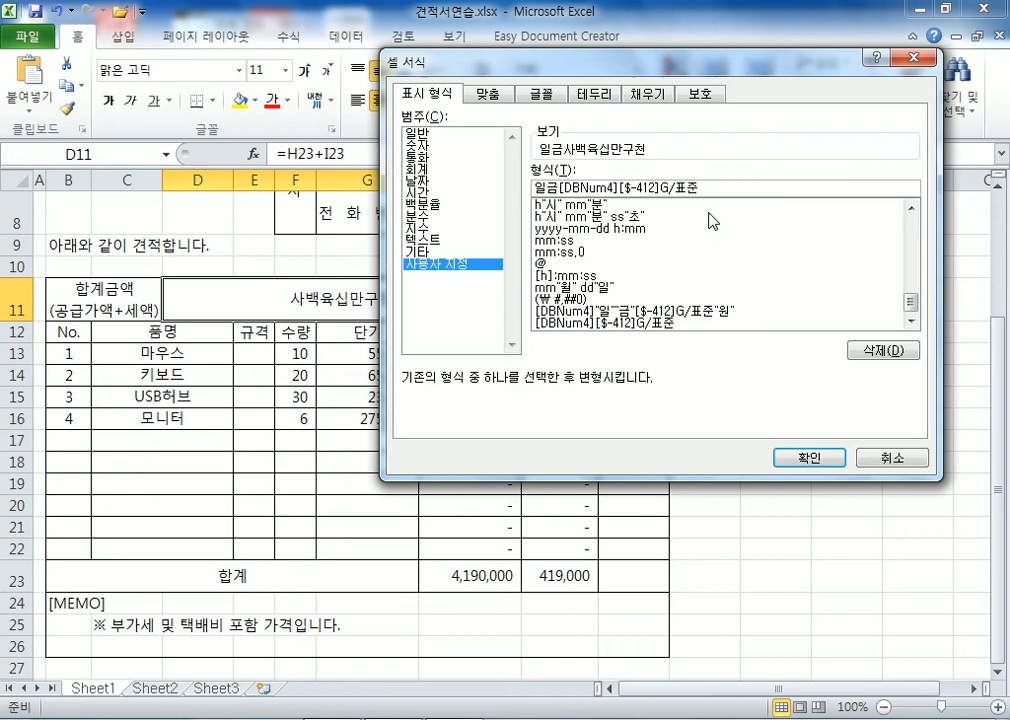 견적서연습.xlsx - Microsoft Excel
파일 홈 삽입 페이지 레이아웃 수식 데이터 검토 보기 Easy Document Creator
붙여넣기
맑은 고딕 11 가 가
가 가 가 가 내천
클립보드 글꼴
찾기 및
선택
셀 서식
표시 형식 맞춤 글꼴 테두리 채우기 보호
범주(C):
일반
숫자
통화
회계
날짜
시간
백분율
분수
지수
텍스트
기타
사용자 지정
보기
일금사백육십만구천
형식(T):
일금[DBNum4][$-412]G/표준
h"시" mm"분"
h"시" mm"분" ss"초"
yyyy-mm-dd h:mm
mm:ss
mm:ss.0
@
[h]:mm:ss
mm"월" dd"일"
(₩ #,##0)
[DBNum4]"일""금"[$-412]G/표준"원"
[DBNum4][$-412]G/표준
삭제(D)
기존의 형식 중 하나를 선택한 후 변형시킵니다.
확인 취소
D11 fx =H23+I23
A B C D E F G
8 전 화
9 아래와 같이 견적합니다.
10
11 합계금액 사백육십만구
(공급가액+세액)
12 No. 품명 규격 수량 단가
13 1 마우스 10
14 2 키보드 20
15 3 USB허브 30
16 4 모니터 6
17
18
19 - -
20 - -
21 - -
22 - -
23 합계 4,190,000 419,000
24 [MEMO]
25 ※ 부가세 및 택배비 포함 가격입니다.
26
27
Sheet1 Sheet2 Sheet3
준비 100%